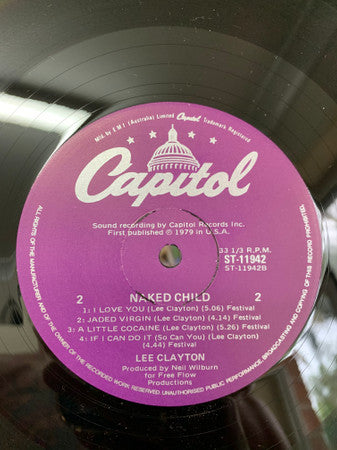 Mfd. by E.M.I (Australia) Limited Capitol Trademark Registered
Capitol
Sound recording by Capitol Records Inc.
First published ℗ 1979 in U.S.A.
33 1/3 R.P.M.
ST-11942
ST-11942B
2 NAKED CHILD 2
1: I LOVE YOU (Lee Clayton) (5.06) Festival
2: JADED VIRGIN (Lee Clayton) (4.14) Festival
3: A LITTLE COCAINE (Lee Clayton) (5.26) Festival
4: IF I CAN DO IT (So Can You) (Lee Clayton)
(4.44) Festival
LEE CLAYTON
Produced by Neil Wilburn
for Free Flow
Productions
ALL RIGHTS OF THE MANUFACTURER AND OF THE OWNER OF THE RECORDED WORK RESERVED. UNAUTHORISED PUBLIC PERFORMANCE, BROADCASTING AND COPYING OF THIS RECORD PROHIBITED.